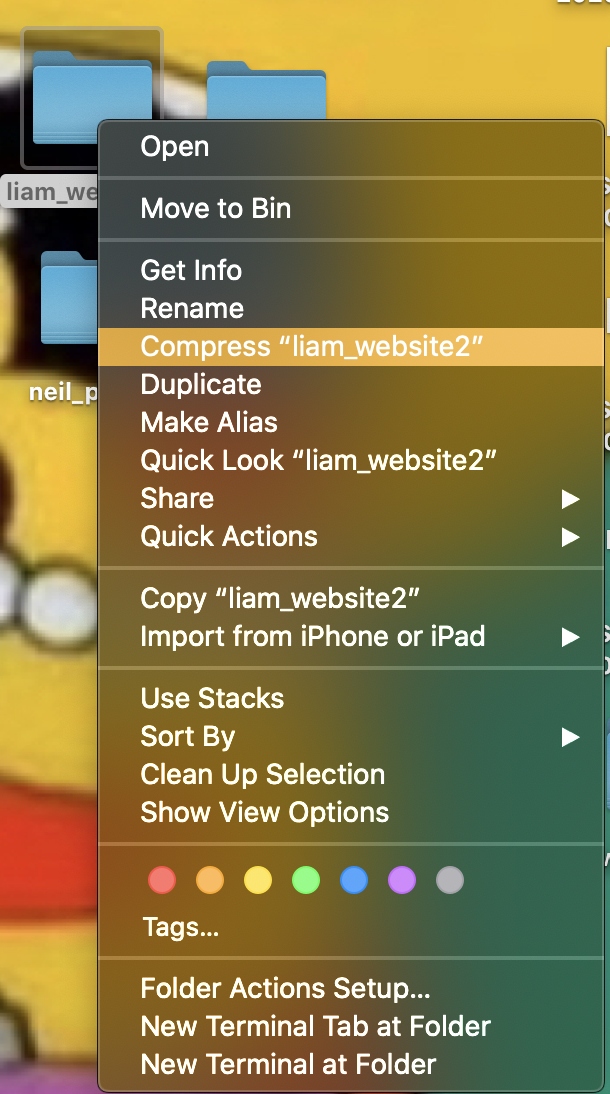 liam_we
neil_p
Open
Move to Bin
Get Info
Rename
Compress “liam_website2”
Duplicate
Make Alias
Quick Look “liam_website2”
Share
Quick Actions
Copy “liam_website2”
Import from iPhone or iPad
Use Stacks
Sort By
Clean Up Selection
Show View Options
Tags...
Folder Actions Setup...
New Terminal Tab at Folder
New Terminal at Folder